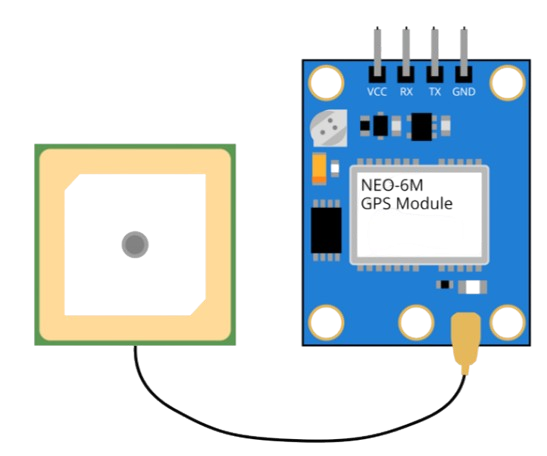 VCC RX TX GND
NEO-6M
GPS Module